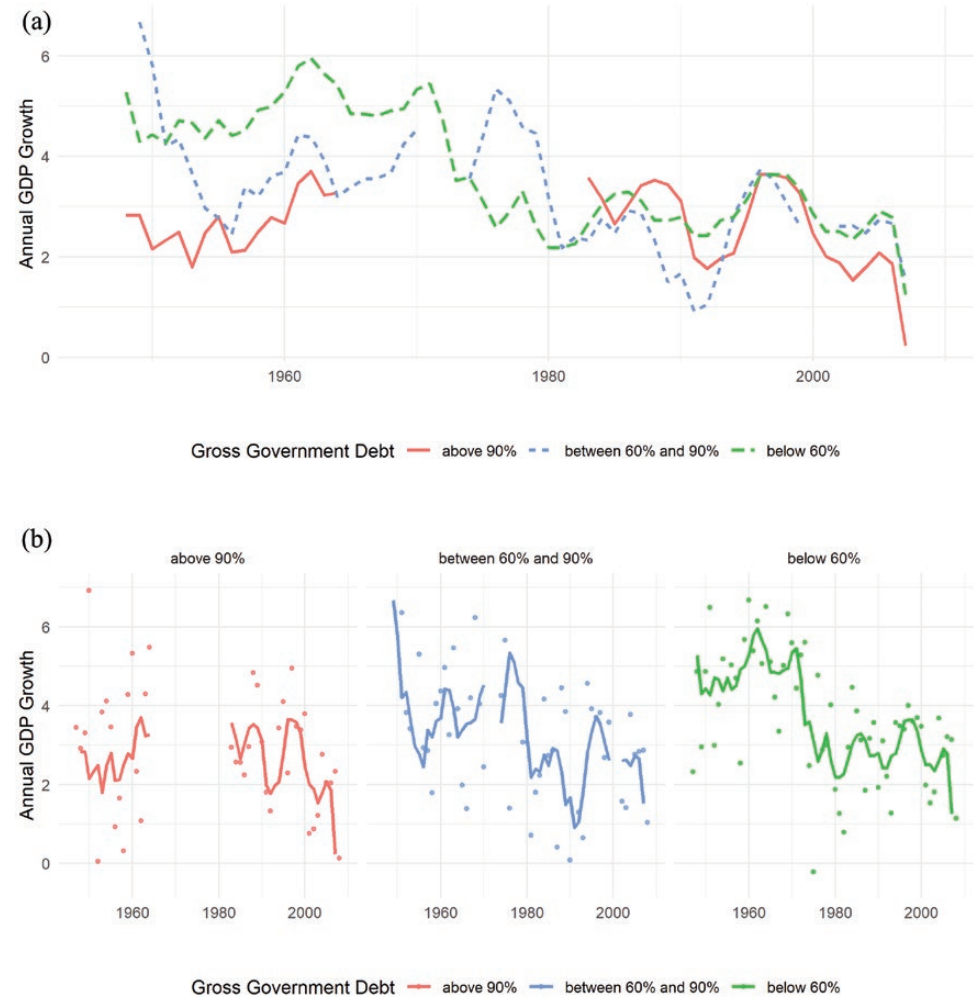 (a)
Annual GDP Growth
6
4
2
0
1960 1980 2000
Gross Government Debt above 90% between 60% and 90% below 60%
(b)
above 90% between 60% and 90% below 60%
Annual GDP Growth
6
4
2
0
1960 1980 2000 1960 1980 2000 1960 1980 2000
Gross Government Debt above 90% between 60% and 90% below 60%